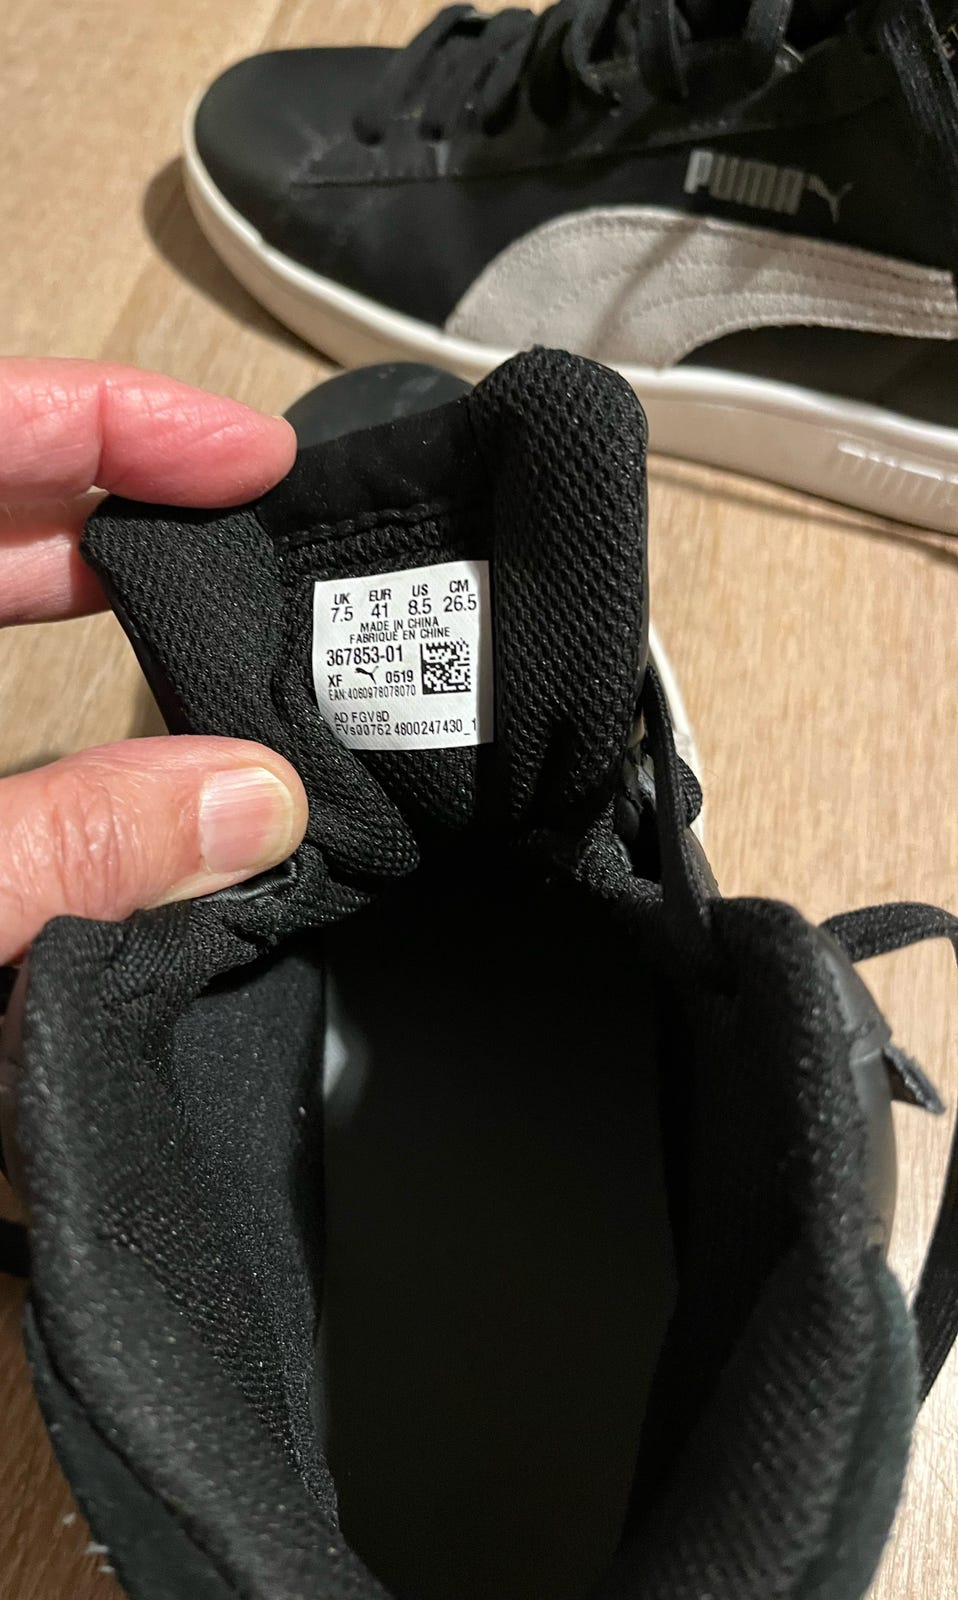 PUMA
UK EUR US CM
7.5 41 8.5 26.5
MADE IN CHINA
FABRIQUE EN CHINE
367853-01
XF 0519
EAN:4060978078070
AD FGV8D
FVs00762 4800247430_1